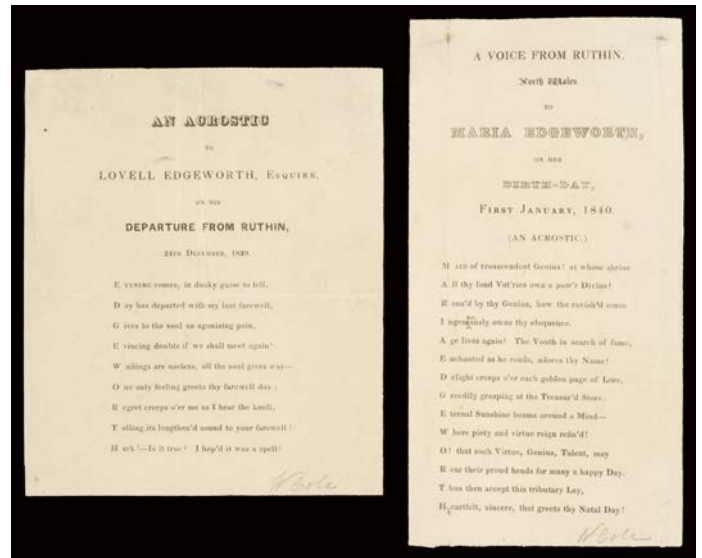 AN ACROSTIC
TO
LOVELL EDGEWORTH, ESQUIRE,
ON HIS
DEPARTURE FROM RUTHIN,
24TH DECEMBER, 1839.
E vening comes, in dusky guise to tell,
D ay has departed with my last farewell,
G ives to the soul an agonizing pain,
E vincing doubts if we shall meet again!
W ailings are useless, all the soul gives way—
O ne only feeling greets thy farewell day;
R egret creeps o'er me as I hear the knell,
T olling its lengthen'd sound to your farewell!
H ark!—Is it true? I hop'd it was a spell!
W Cole
A VOICE FROM RUTHIN,
North Wales
TO
MARIA EDGEWORTH,
ON HER
BIRTH-DAY,
FIRST JANUARY, 1840.
(AN ACROSTIC.)
M of transcendent Genius! at whose shrine
A ll thy fond Vot'ries own a pow'r Divine!
R ous'd by thy Genius, how the ravish'd sense
I ngenuously owns thy eloquence.
A ge lives again! The Youth in search of fame,
E nchanted as he reads, adores thy Name!
D elight creeps o'er each golden page of Lore,
G reedily grasping at the Treasur'd Store:
E ternal Sunshine beams around a Mind—
W here piety and virtue reign refin'd!
O! that such Virtue, Genius, Talent, may
R ear their proud heads for many a happy Day.
T hus then accept this tributary Lay,
H eartfelt, sincere, that greets thy Natal Day!
W Cole